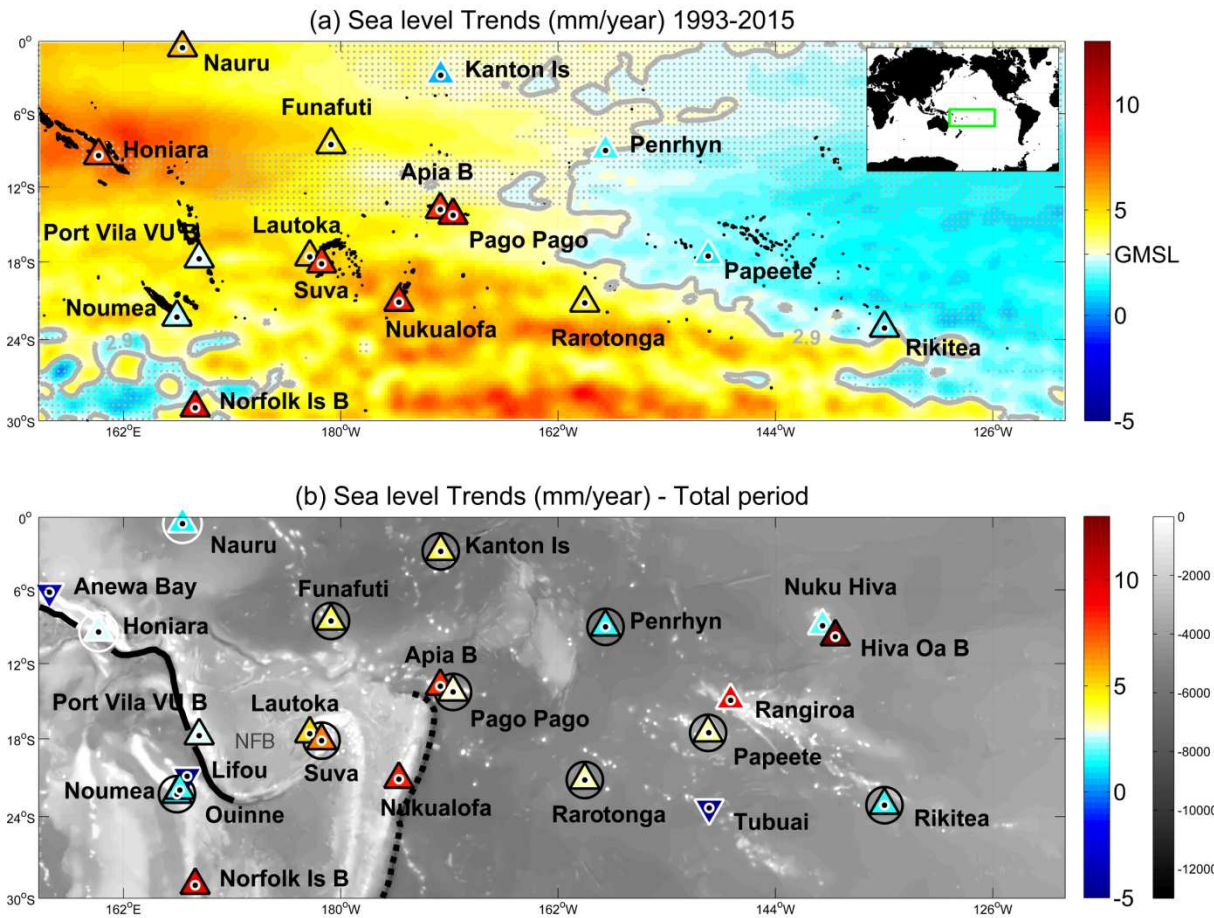 (a) Sea level Trends (mm/year) 1993-2015
0°
6°S
12°S
18°S
24°S
30°S
Nauru
Kanton Is
Funafuti
Honiara
Penrhyn
Apia B
Port Vila VU B
Lautoka
Pago Pago
Suva
Papeete
Noumea
Nukualofa
Rarotonga
2.9
2.9
Rikitea
Norfolk Is B
162°E
180°W
162°W
144°W
126°W
10
5
GMSL
0
-5
(b) Sea level Trends (mm/year) - Total period
0°
6°S
12°S
18°S
24°S
30°S
Nauru
Kanton Is
Anewa Bay
Funafuti
Nuku Hiva
Honiara
Penrhyn
Apia B
Hiva Oa B
Port Vila VU B
Lautoka
Pago Pago
Rangiroa
NFB
Suva
Papeete
Lifou
Noumea
Nukualofa
Ouinne
Rarotonga
Tubuai
Rikitea
Norfolk Is B
162°E
180°W
162°W
144°W
126°W
10
5
0
-5
0
-2000
-4000
-6000
-8000
-10000
-12000